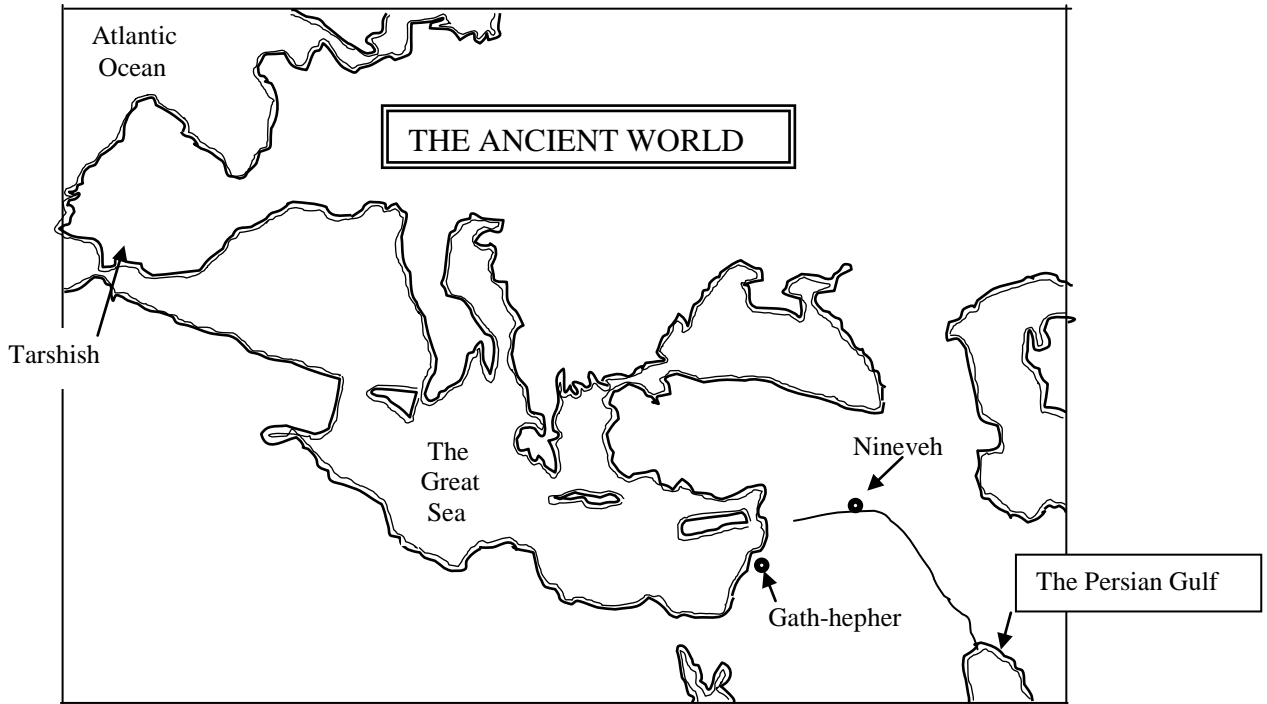 Atlantic
Ocean
THE ANCIENT WORLD
Tarshish
The
Great
Sea
Nineveh
The Persian Gulf
Gath-hepher